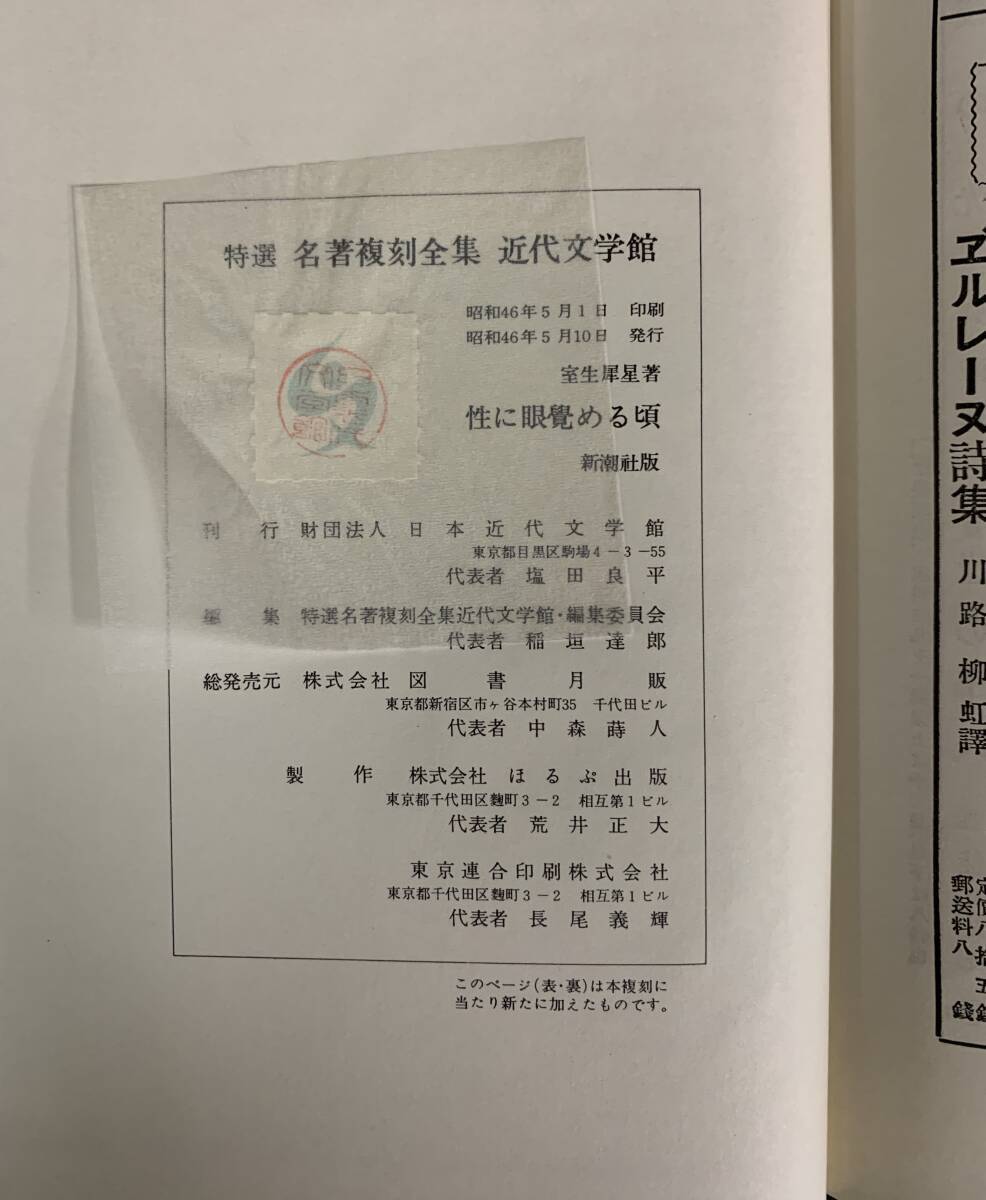 特選 名著複刻全集 近代文学館
昭和46年5月1日 印刷
昭和46年5月10日 発行
室生犀星著
性に眼覺める頃
新潮社版
刊行 財団法人 日本近代文学館
東京都目黒区駒場4-3-55
代表者 塩田良平
編集 特選名著複刻全集近代文学館・編集委員会
代表者 稲垣達郎
総発売元 株式会社 図書月販
東京都新宿区市ヶ谷本村町35 千代田ビル
代表者 中森蒔人
製作 株式会社 ほるぷ出版
東京都千代田区麴町3-2 相互第1ビル
代表者 荒井正大
東京連合印刷株式会社
東京都千代田区麴町3-2 相互第1ビル
代表者 長尾義輝
このページ(表・裏)は本複刻に
当たり新たに加えたものです。
ヱルレーヌ詩集
川路柳虹譯
郵送料八錢